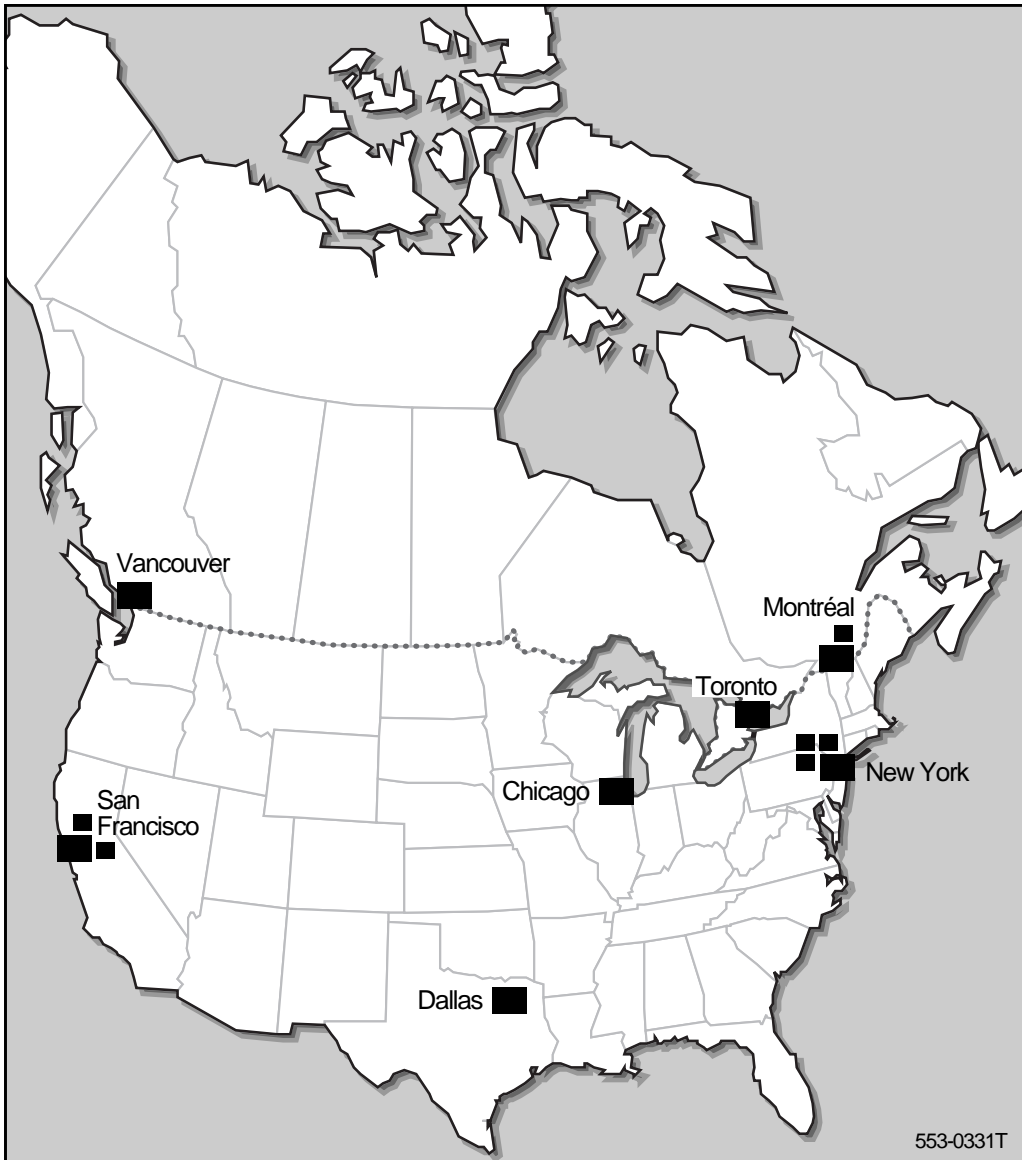 Vancouver
Montréal
Toronto
New York
Chicago
San
Francisco
Dallas
553-0331T